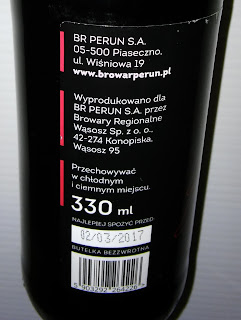 BR PERUN S.A.
05-500 Piaseczno,
ul. Wiśniowa 19
www.browarperun.pl
Wyprodukowano dla
BR PERUN S.A. przez
Browary Regionalne
Wąsosz Sp. z o. o.,
42-274 Konopiska,
Wąsosz 95
Przechowywać
w chłodnym
i ciemnym miejscu.
330 ml
NAJLEPIEJ SPOŻYĆ PRZED:
02/03/2017
BUTELKA BEZZWROTNA